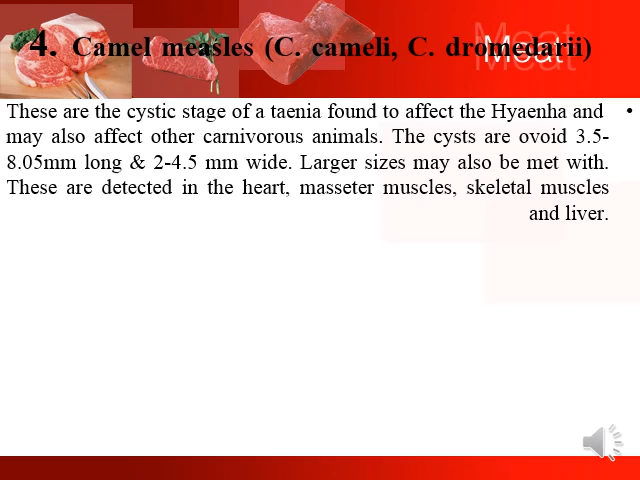 Meat
4. Camel measles (C. cameli, C. dromedarii)
• These are the cystic stage of a taenia found to affect the Hyaenha and
may also affect other carnivorous animals. The cysts are ovoid 3.5-
8.05mm long & 2-4.5 mm wide. Larger sizes may also be met with.
These are detected in the heart, masseter muscles, skeletal muscles
and liver.